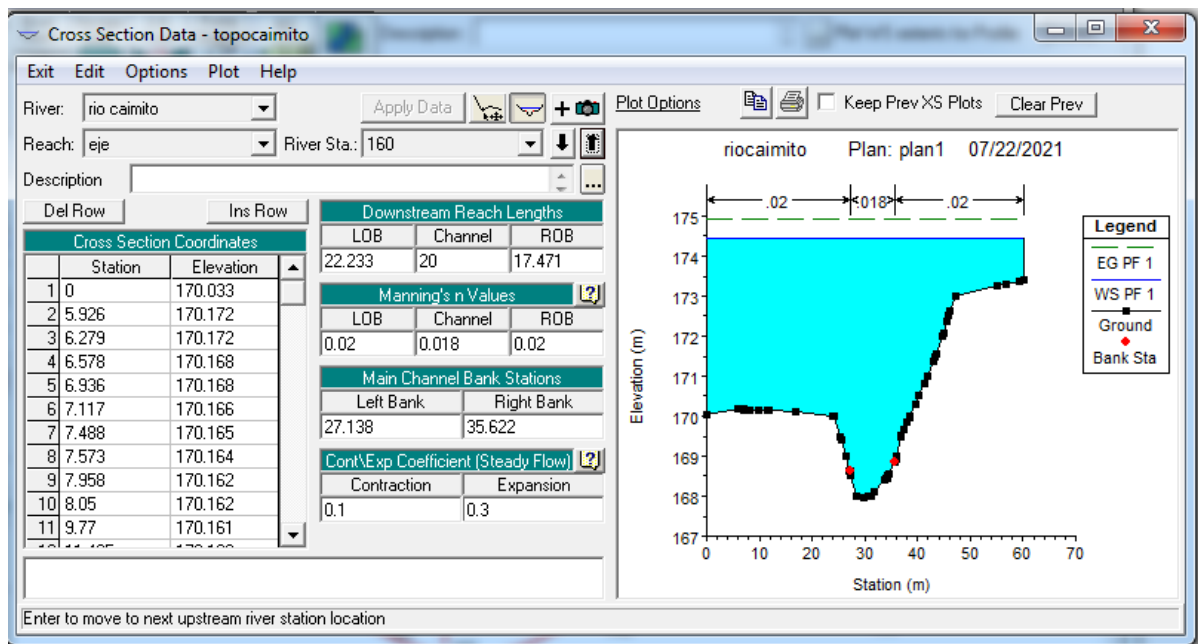 Cross Section Data - topocaimito
Exit Edit Options Plot Help
River: rio caimito Apply Data
Reach: eje River Sta.: 160
Description ...
Del Row Ins Row
Cross Section Coordinates
Station Elevation
1 0 170.033
2 5.926 170.172
3 6.279 170.172
4 6.578 170.168
5 6.936 170.168
6 7.117 170.166
7 7.488 170.165
8 7.573 170.164
9 7.958 170.162
10 8.05 170.162
11 9.77 170.161
Downstream Reach Lengths
LOB Channel ROB
22.233 20 17.471
Manning's n Values
LOB Channel ROB
0.02 0.018 0.02
Main Channel Bank Stations
Left Bank Right Bank
27.138 35.622
Cont\Exp Coefficient (Steady Flow)
Contraction Expansion
0.1 0.3
Plot Options Keep Prev XS Plots Clear Prev
riocaimito Plan: plan1 07/22/2021
.02 .018 .02
175
174
173
172
171
170
169
168
167
Elevation (m)
0 10 20 30 40 50 60 70
Station (m)
Legend
EG PF 1
WS PF 1
Ground
Bank Sta
Enter to move to next upstream river station location